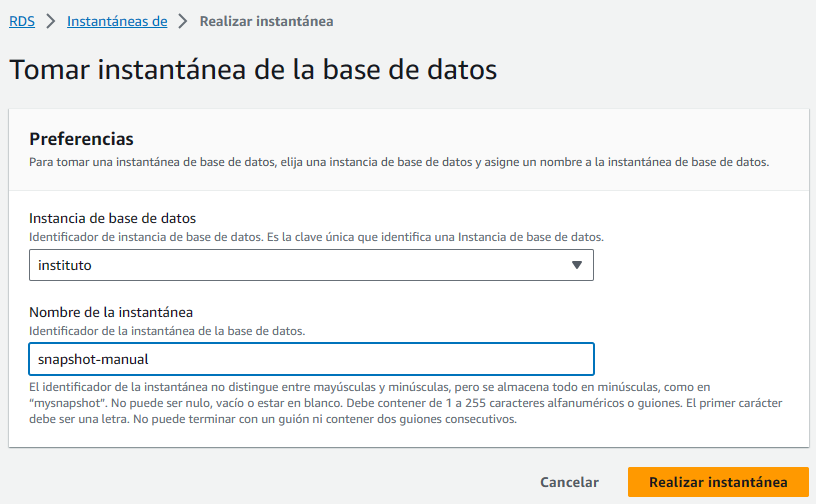 RDS > Instantáneas de > Realizar instantánea
Tomar instantánea de la base de datos
Preferencias
Para tomar una instantánea de base de datos, elija una instancia de base de datos y asigne un nombre a la instantánea de base de datos.
Instancia de base de datos
Identificador de instancia de base de datos. Es la clave única que identifica una Instancia de base de datos.
instituto
Nombre de la instantánea
Identificador de la instantánea de la base de datos.
snapshot-manual
El identificador de la instantánea no distingue entre mayúsculas y minúsculas, pero se almacena todo en minúsculas, como en
“mysnapshot”. No puede ser nulo, vacío o estar en blanco. Debe contener de 1 a 255 caracteres alfanuméricos o guiones. El primer carácter
debe ser una letra. No puede terminar con un guión ni contener dos guiones consecutivos.
Cancelar
Realizar instantánea